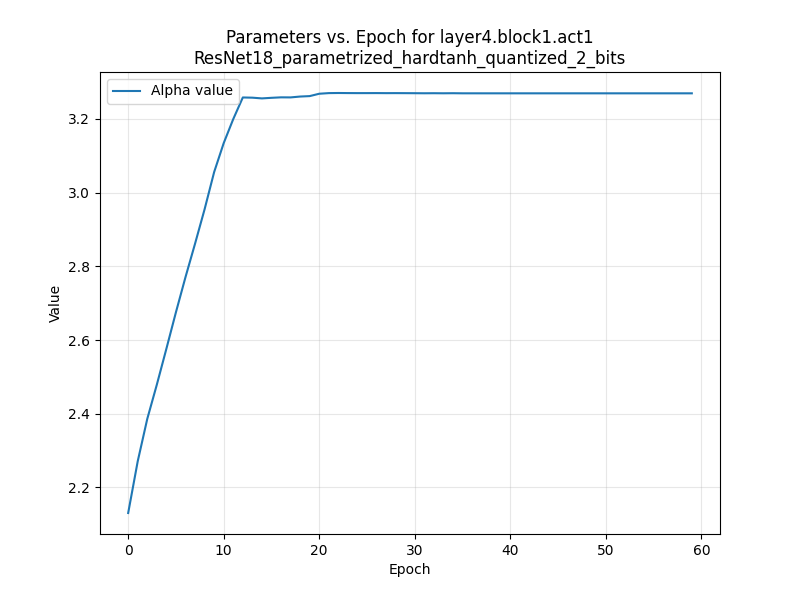 Parameters vs. Epoch for layer4.block1.act1
ResNet18_parametrized_hardtanh_quantized_2_bits
Alpha value
3.2
3.0
2.8
2.6
2.4
2.2
Value
0 10 20 30 40 50 60
Epoch